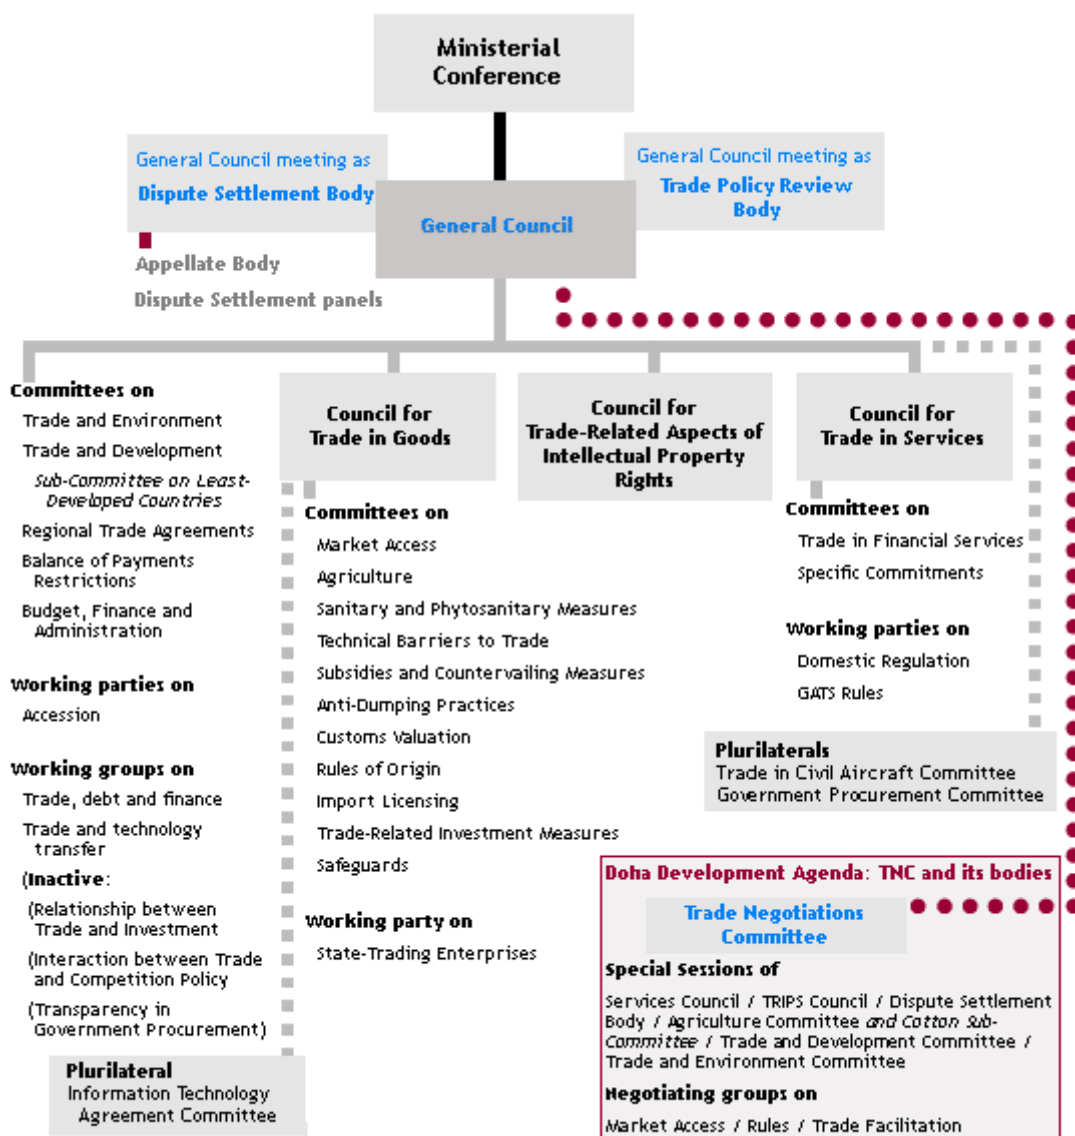 Ministerial
Conference
General Council meeting as
Dispute Settlement Body
General Council meeting as
Trade Policy Review
Body
General Council
Appellate Body
Dispute Settlement panels
Committees on
Trade and Environment
Trade and Development
Sub-Committee on Least-
Developed Countries
Regional Trade Agreements
Balance of Payments
Restrictions
Budget, Finance and
Administration
Working parties on
Accession
Working groups on
Trade, debt and finance
Trade and technology
transfer
(Inactive:
(Relationship between
Trade and Investment
(Interaction between Trade
and Competition Policy
(Transparency in
Government Procurement)
Plurilateral
Information Technology
Agreement Committee
Council for
Trade in Goods
Committees on
Market Access
Agriculture
Sanitary and Phytosanitary Measures
Technical Barriers to Trade
Subsidies and Countervailing Measures
Anti-Dumping Practices
Customs Valuation
Rules of Origin
Import Licensing
Trade-Related Investment Measures
Safeguards
Working party on
State-Trading Enterprises
Council for
Trade-Related Aspects of
Intellectual Property
Rights
Council for
Trade in Services
Committees on
Trade in Financial Services
Specific Commitments
Working parties on
Domestic Regulation
GATS Rules
Plurilaterals
Trade in Civil Aircraft Committee
Government Procurement Committee
Doha Development Agenda: TNC and its bodies
Trade Negotiations
Committee
Special Sessions of
Services Council / TRIPS Council / Dispute Settlement
Body / Agriculture Committee and Cotton Sub-
Committee / Trade and Development Committee /
Trade and Environment Committee
Negotiating groups on
Market Access / Rules / Trade Facilitation